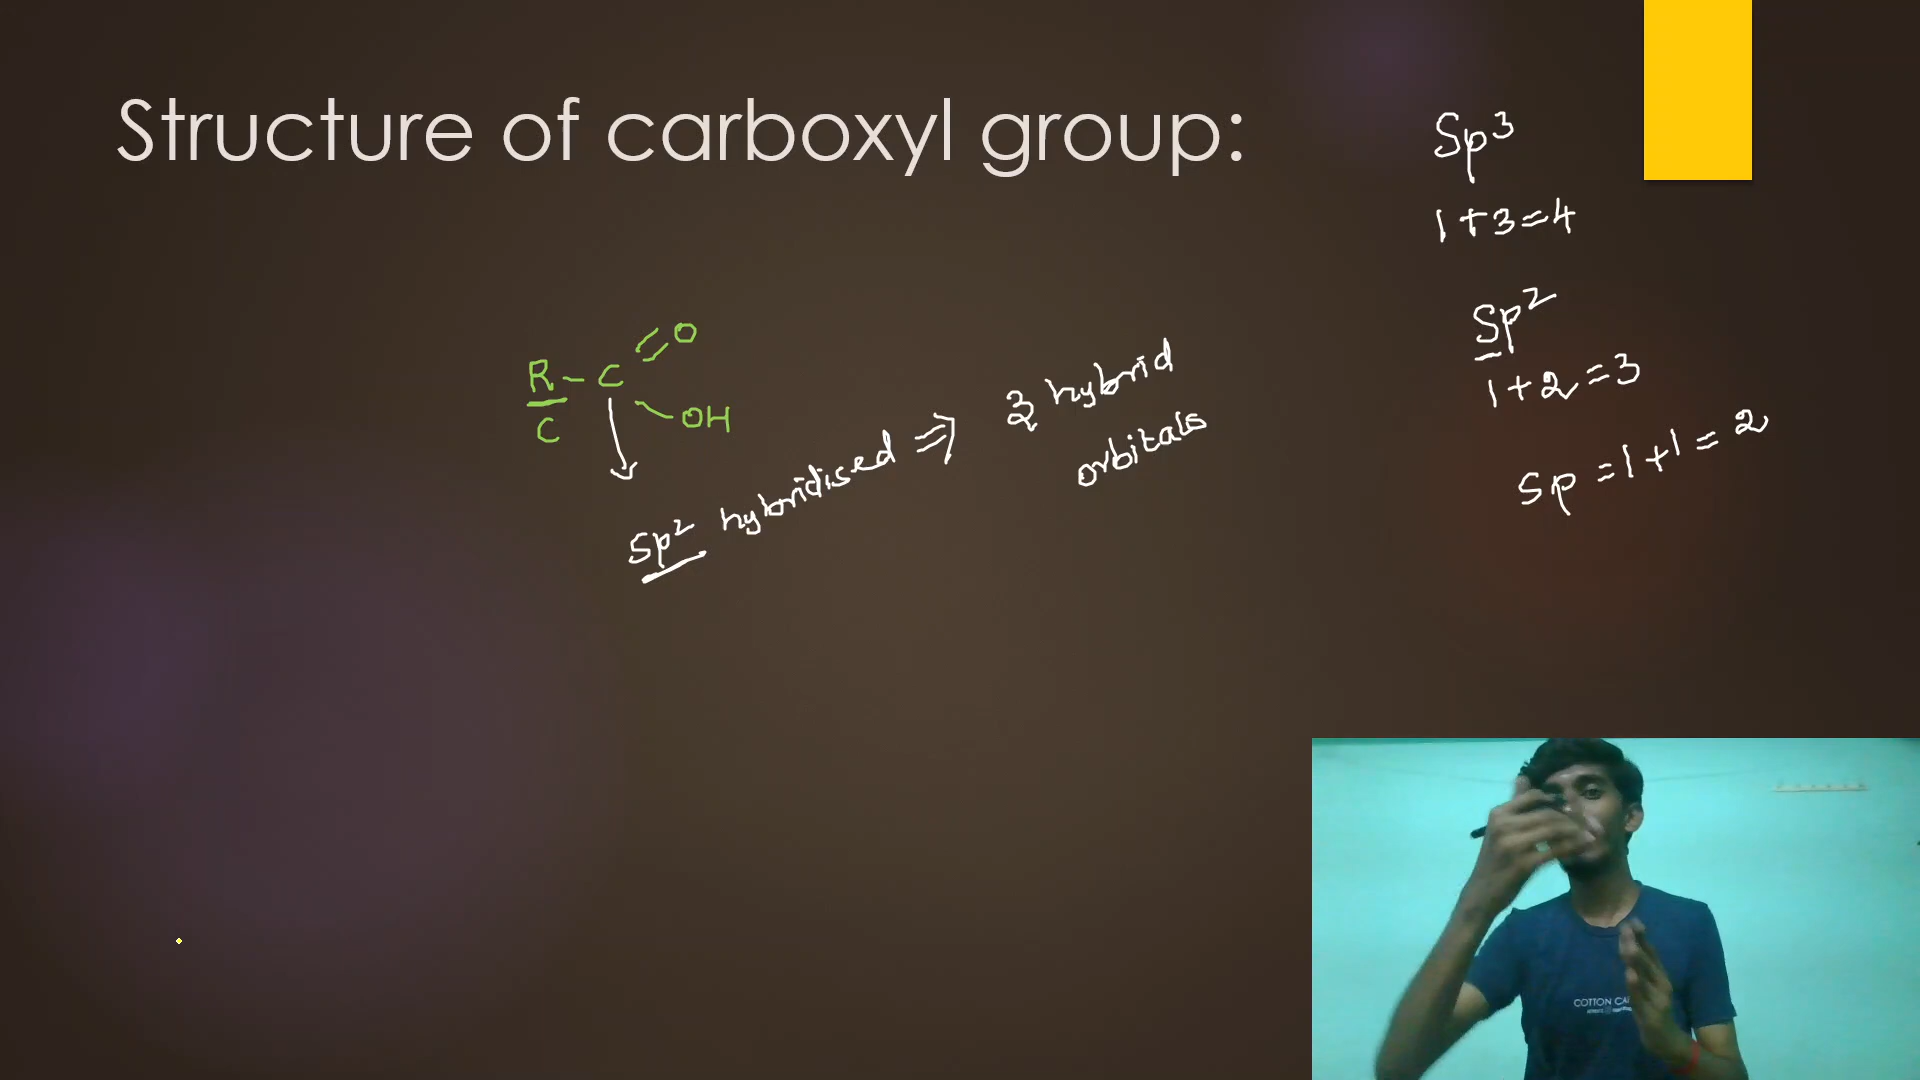 Structure of carboxyl group:
Sp³
1+3=4
Sp²
1+2=3
Sp = 1+1 = 2
R-C
=O
-OH
C
Sp² hybridised ⇒ 3 hybrid
orbitals
COTTON